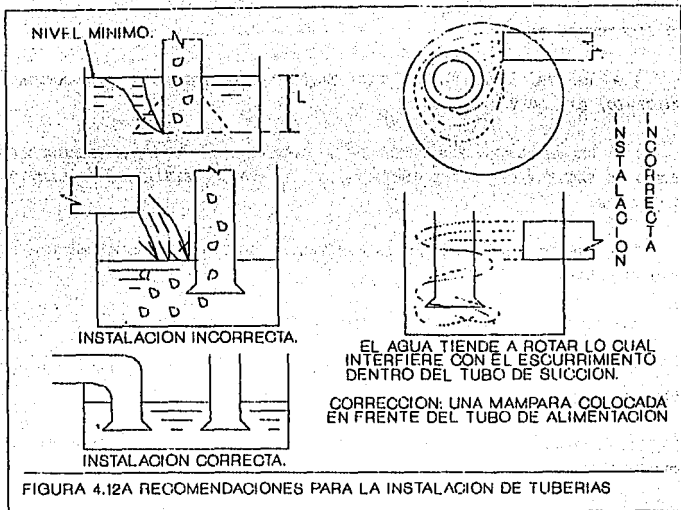 NIVEL MINIMO.
L
INSTALACION INCORRECTA.
INSTALACION CORRECTA.
INSTALACION
INCORRECTA
EL AGUA TIENDE A ROTAR LO CUAL
INTERFIERE CON EL ESCURRIMIENTO
DENTRO DEL TUBO DE SUCCION.
CORRECCION: UNA MAMPARA COLOCADA
EN FRENTE DEL TUBO DE ALIMENTACION
FIGURA 4.12A RECOMENDACIONES PARA LA INSTALACION DE TUBERIAS